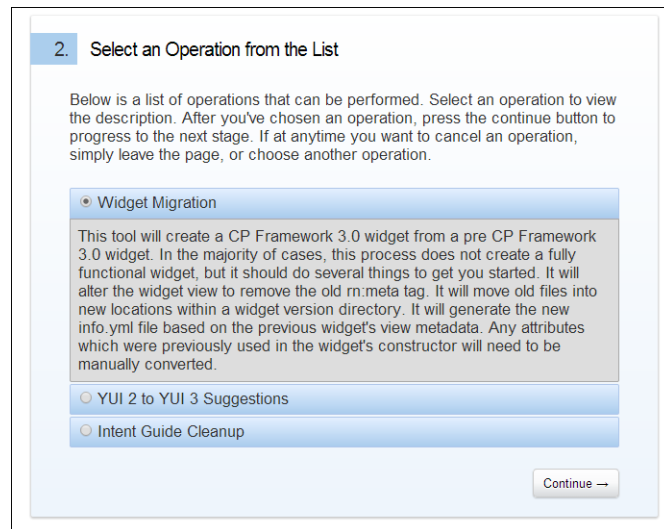 2. Select an Operation from the List
Below is a list of operations that can be performed. Select an operation to view
the description. After you've chosen an operation, press the continue button to
progress to the next stage. If at anytime you want to cancel an operation,
simply leave the page, or choose another operation.
Widget Migration
This tool will create a CP Framework 3.0 widget from a pre CP Framework
3.0 widget. In the majority of cases, this process does not create a fully
functional widget, but it should do several things to get you started. It will
alter the widget view to remove the old rn:meta tag. It will move old files into
new locations within a widget version directory. It will generate the new
info.yml file based on the previous widget's view metadata. Any attributes
which were previously used in the widget's constructor will need to be
manually converted.
YUI 2 to YUI 3 Suggestions
Intent Guide Cleanup
Continue →